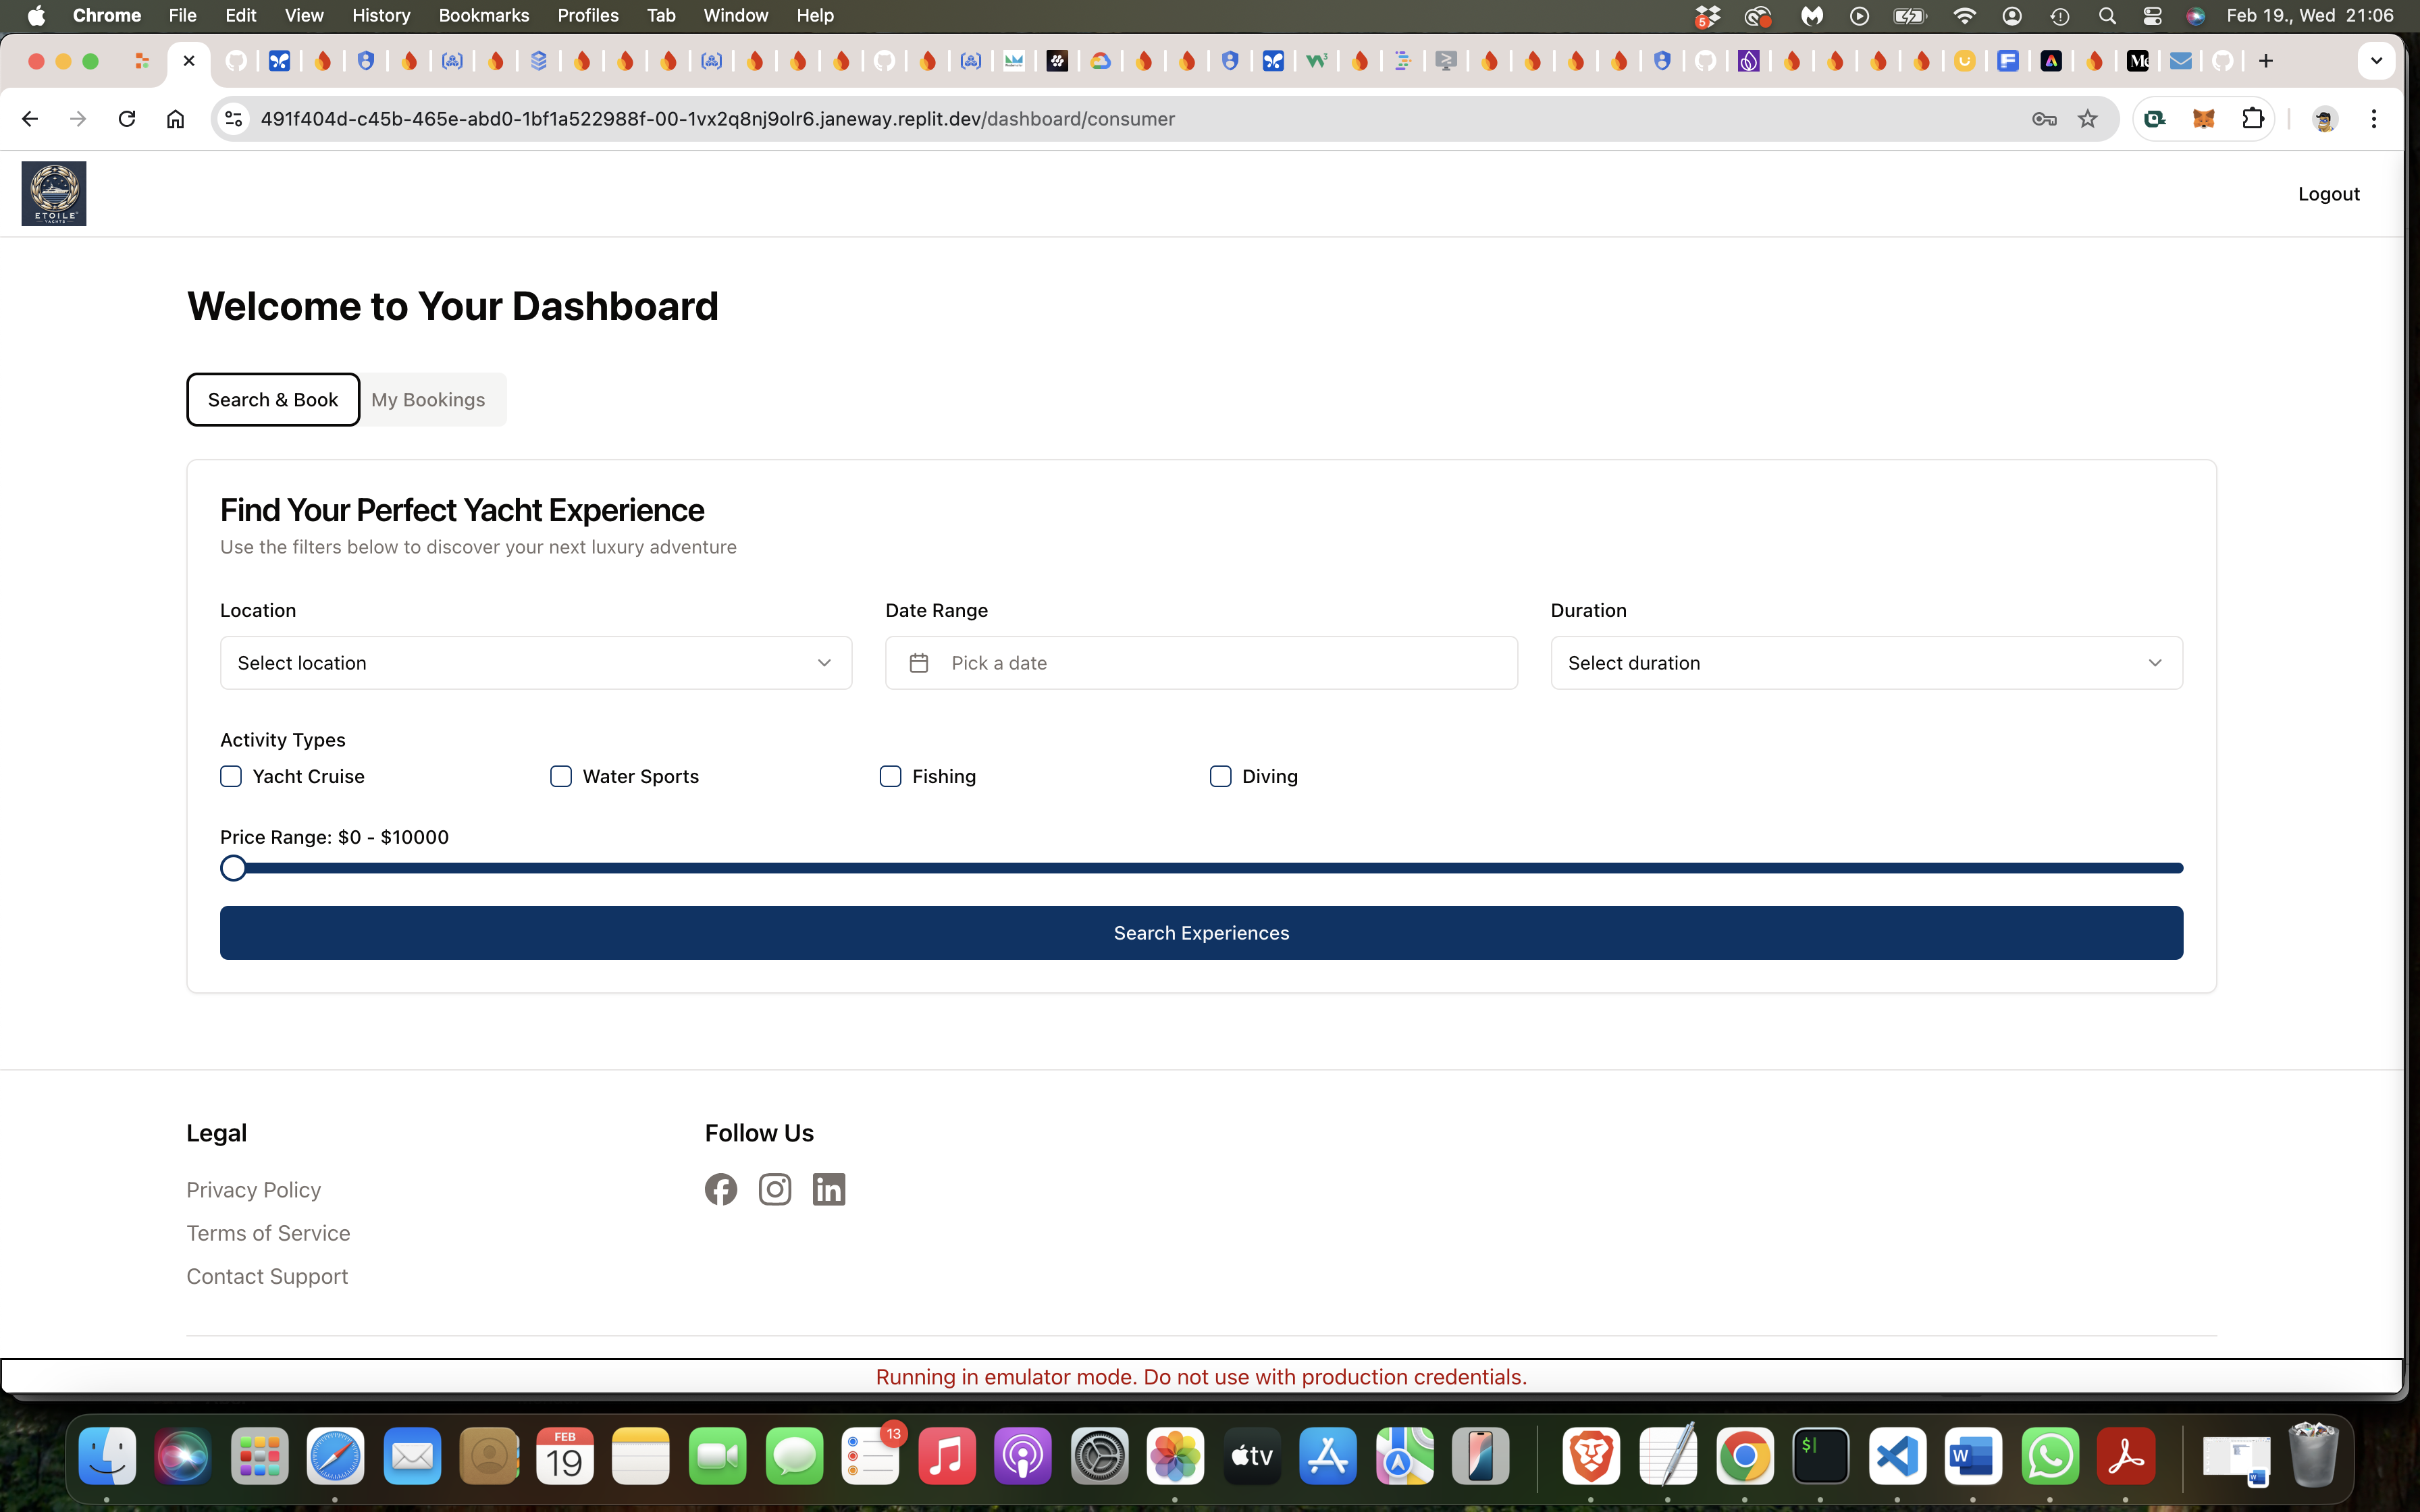 Chrome File Edit View History Bookmarks Profiles Tab Window Help 5 Feb 19., Wed 21:06
491f404d-c45b-465e-abd0-1bf1a522988f-00-1vx2q8nj9olr6.janeway.replit.dev/dashboard/consumer
ETOILE
YACHTS
Logout
Welcome to Your Dashboard
Search & Book My Bookings
Find Your Perfect Yacht Experience
Use the filters below to discover your next luxury adventure
Location Date Range Duration
Select location Pick a date Select duration
Activity Types
Yacht Cruise Water Sports Fishing Diving
Price Range: $0 - $10000
Search Experiences
Legal Follow Us
Privacy Policy
Terms of Service
Contact Support
Running in emulator mode. Do not use with production credentials.
FEB
19
13
tv
$
W